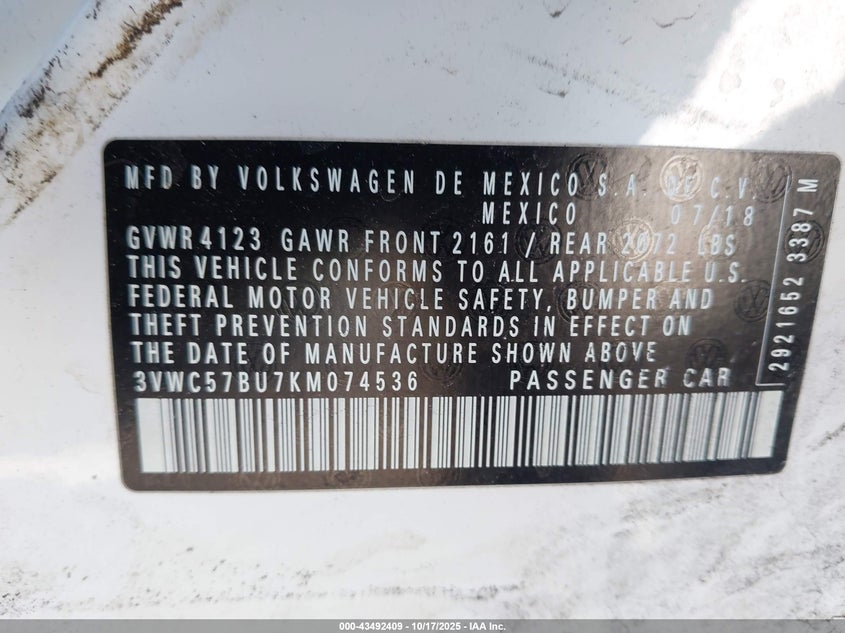 MFD BY VOLKSWAGEN DE MEXICO S.A. DE C.V.
MEXICO 07/18
GVWR 4123 GAWR FRONT 2161 / REAR 2072 LBS
THIS VEHICLE CONFORMS TO ALL APPLICABLE U.S.
FEDERAL MOTOR VEHICLE SAFETY, BUMPER AND
THEFT PREVENTION STANDARDS IN EFFECT ON
THE DATE OF MANUFACTURE SHOWN ABOVE
3VWC57BU7KM074536 PASSENGER CAR
2921652 3387 M
000-43492409 - 10/17/2025 - IAA Inc.